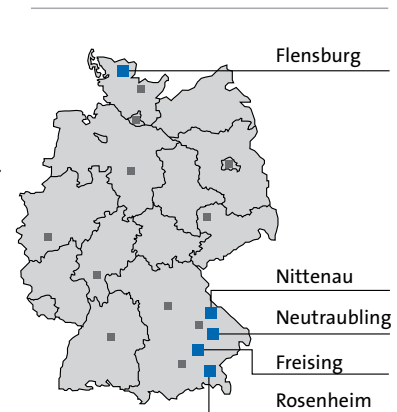 Flensburg
Nittenau
Neutraubling
Freising
Rosenheim